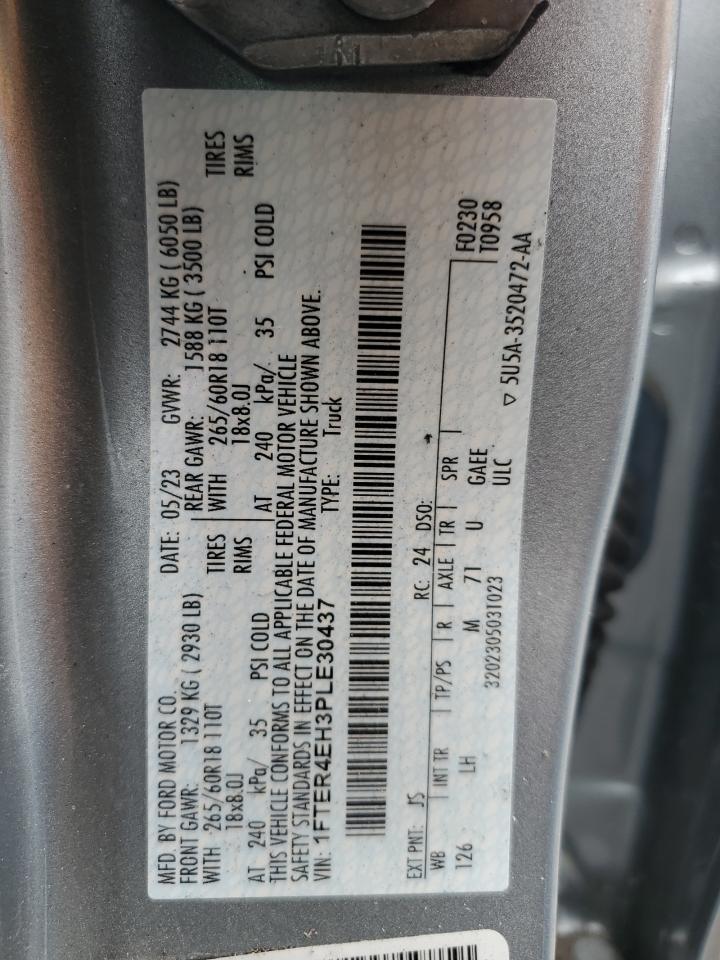 MFD. BY FORD MOTOR CO.
DATE: 05/23 GVWR: 2744 KG ( 6050 LB)
FRONT GAWR: 1329 KG ( 2930 LB) REAR GAWR: 1588 KG ( 3500 LB)
WITH 265/60R18 110T TIRES WITH 265/60R18 110T TIRES
18x8.0J RIMS 18x8.0J RIMS
AT 240 kPa/ 35 PSI COLD AT 240 kPa/ 35 PSI COLD
THIS VEHICLE CONFORMS TO ALL APPLICABLE FEDERAL MOTOR VEHICLE
SAFETY STANDARDS IN EFFECT ON THE DATE OF MANUFACTURE SHOWN ABOVE.
VIN: 1FTER4EH3PLE30437 TYPE: Truck
EXT PNT: JS RC: 24 DSO:
WB INT TR TP/PS R AXLE TR SPR F0230
126 LH M 71 U GAEE T0958
3202305031023 ULC
▽ 5U5A-3520472-AA